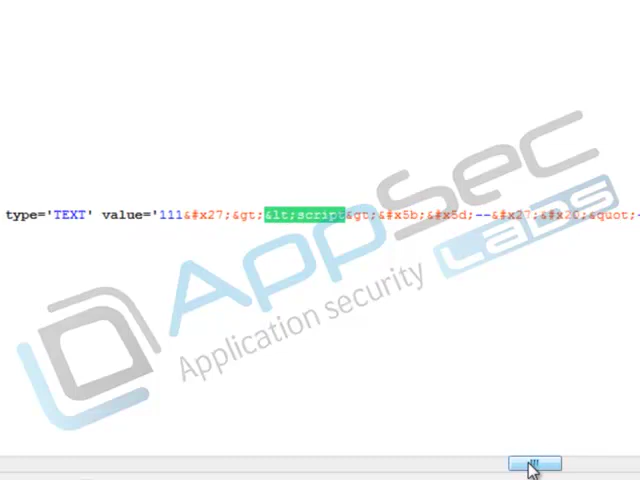 type='TEXT' value='111&#x27;&gt;&lt;script&gt;&#x5b;&#x5d;--&#x27;&#x20;&quot;-
AppSec
Labs
Application security